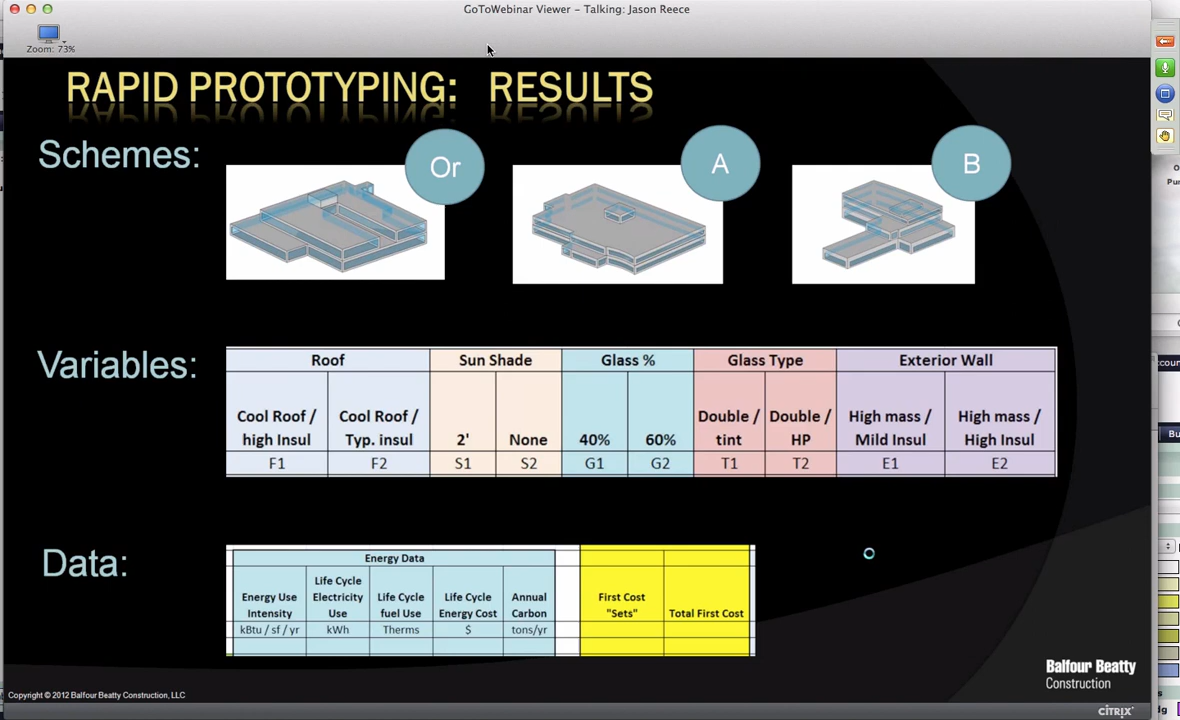 GoToWebinar Viewer – Talking: Jason Reece
Zoom: 73%
RAPID PROTOTYPING: RESULTS
Schemes:
Or
A
B
Variables:
Roof Sun Shade Glass % Glass Type Exterior Wall
Cool Roof / Cool Roof / Double / Double / High mass / High mass /
high Insul Typ. insul 2' None 40% 60% tint HP Mild Insul High Insul
F1 F2 S1 S2 G1 G2 T1 T2 E1 E2
Data:
Energy Data
Life Cycle
Energy Use Electricity Life Cycle Life Cycle Annual First Cost
Intensity Use fuel Use Energy Cost Carbon "Sets" Total First Cost
kBtu / sf / yr kWh Therms $ tons/yr
Balfour Beatty
Construction
Copyright © 2012 Balfour Beatty Construction, LLC
CITRIX